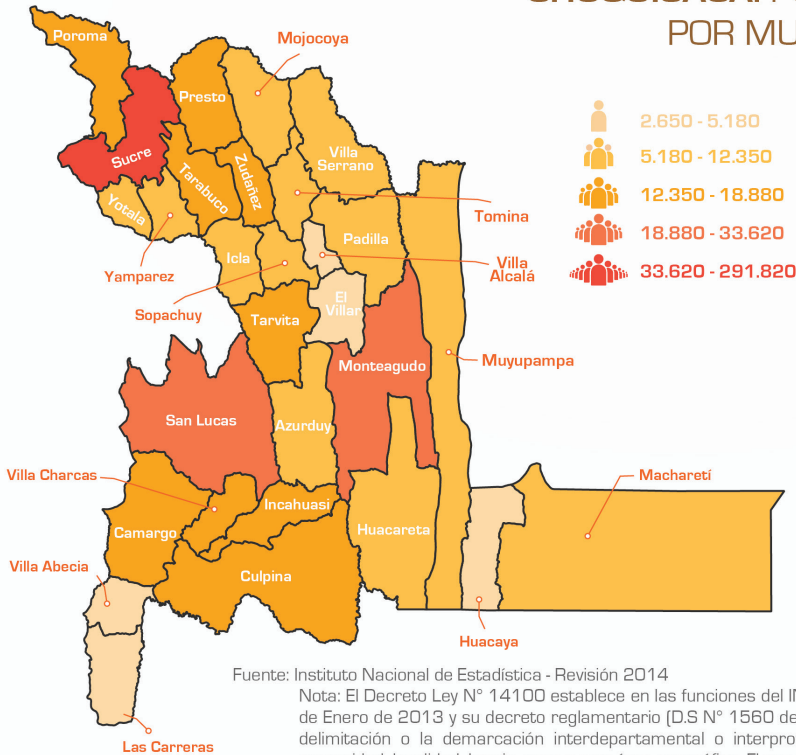 POR MU
Poroma
Mojocoya
Presto
2.650 - 5.180
Villa
Serrano
5.180 - 12.350
Sucre
Tarabuco
Zudañez
12.350 - 18.880
Yotala
Tomina
Padilla
18.880 - 33.620
Icla
Villa
Alcalá
Yamparez
33.620 - 291.820
Sopachuy
El
Villar
Tarvita
Monteagudo
Muyupampa
San Lucas
Azurduy
Villa Charcas
Macharetí
Incahuasi
Camargo
Huacareta
Villa Abecia
Culpina
Huacaya
Fuente: Instituto Nacional de Estadística - Revisión 2014
Nota: El Decreto Ley N° 14100 establece en las funciones del IN
de Enero de 2013 y su decreto reglamentario (D.S N° 1560 de
delimitación o la demarcación interdepartamental o interpro
Las Carreras